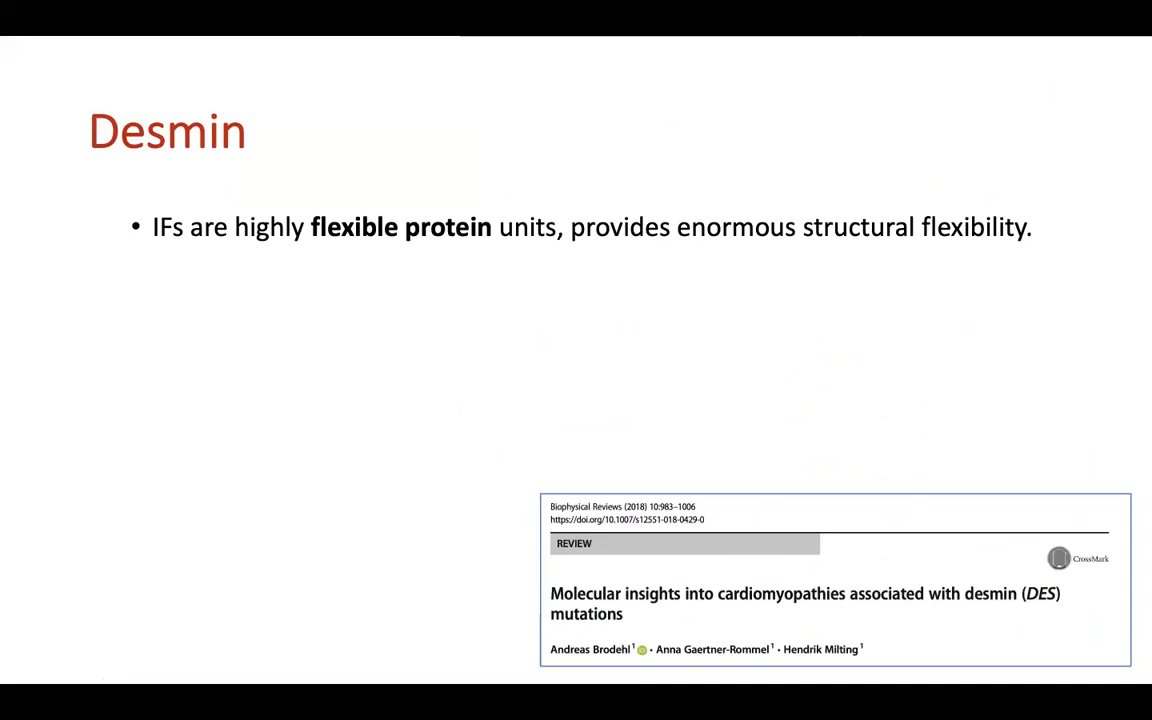 Desmin
• IFs are highly flexible protein units, provides enormous structural flexibility.
Biophysical Reviews (2018) 10:983–1006
https://doi.org/10.1007/s12551-018-0429-0
REVIEW
CrossMark
Molecular insights into cardiomyopathies associated with desmin (DES)
mutations
Andreas Brodehl1 iD • Anna Gaertner-Rommel1 • Hendrik Milting1